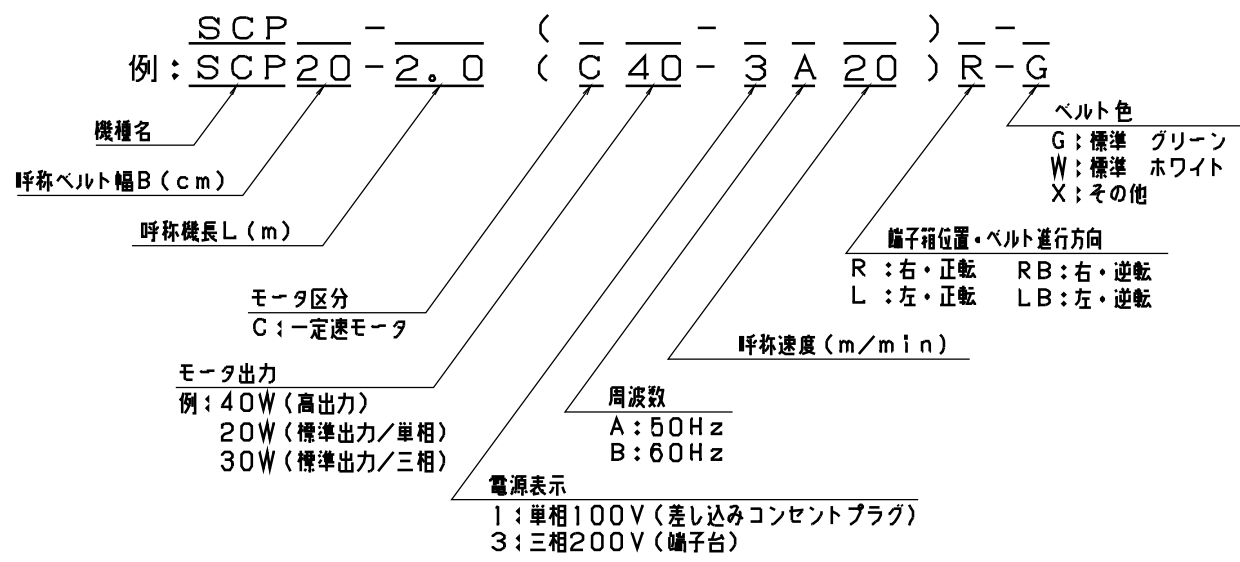 SCP - ( - ) -
例：SCP20-2.0 (C40-3A20)R-G
ベルト色
G：標準 グリーン
W：標準 ホワイト
X：その他
機種名
呼称ベルト幅B(cm)
呼称機長L(m)
端子箱位置・ベルト進行方向
R：右・正転 RB：右・逆転
L：左・正転 LB：左・逆転
モータ区分
C：一定速モータ
呼称速度(m/min)
モータ出力
例：40W(高出力)
20W(標準出力/単相)
30W(標準出力/三相)
周波数
A：50Hz
B：60Hz
電源表示
1：単相100V(差し込みコンセントプラグ)
3：三相200V(端子台)